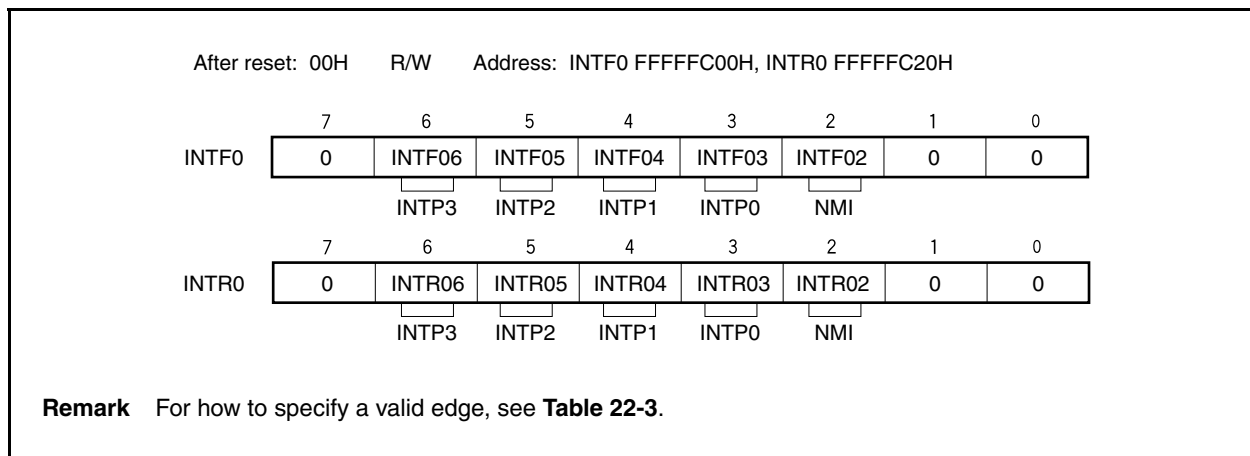 After reset: 00H R/W Address: INTF0 FFFFFC00H, INTR0 FFFFFC20H
7 6 5 4 3 2 1 0
INTF0 0 INTF06 INTF05 INTF04 INTF03 INTF02 0 0
INTP3 INTP2 INTP1 INTP0 NMI
7 6 5 4 3 2 1 0
INTR0 0 INTR06 INTR05 INTR04 INTR03 INTR02 0 0
INTP3 INTP2 INTP1 INTP0 NMI
Remark For how to specify a valid edge, see Table 22-3.